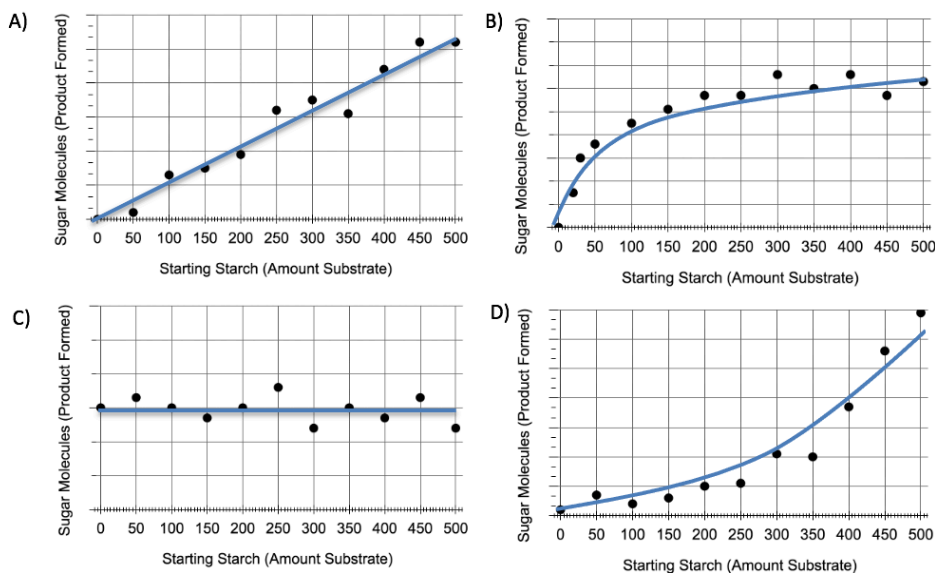 A)
Sugar Molecules (Product Formed)
0 50 100 150 200 250 300 350 400 450 500
Starting Starch (Amount Substrate)
B)
Sugar Molecules (Product Formed)
0 50 100 150 200 250 300 350 400 450 500
Starting Starch (Amount Substrate)
C)
Sugar Molecules (Product Formed)
0 50 100 150 200 250 300 350 400 450 500
Starting Starch (Amount Substrate)
D)
Sugar Molecules (Product Formed)
0 50 100 150 200 250 300 350 400 450 500
Starting Starch (Amount Substrate)